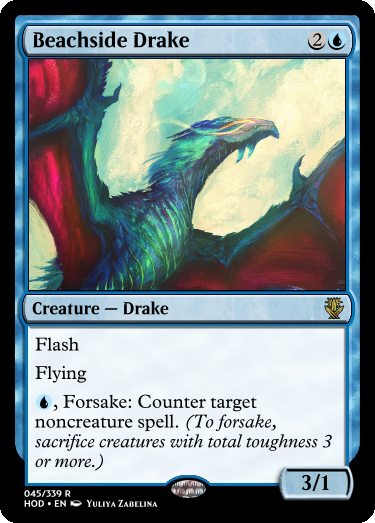 Beachside Drake 2
Creature — Drake
Flash
Flying
, Forsake: Counter target
noncreature spell. (To forsake,
sacrifice creatures with total toughness 3
or more.)
3/1
045/339 R
HOD • EN YULIYA ZABELINA